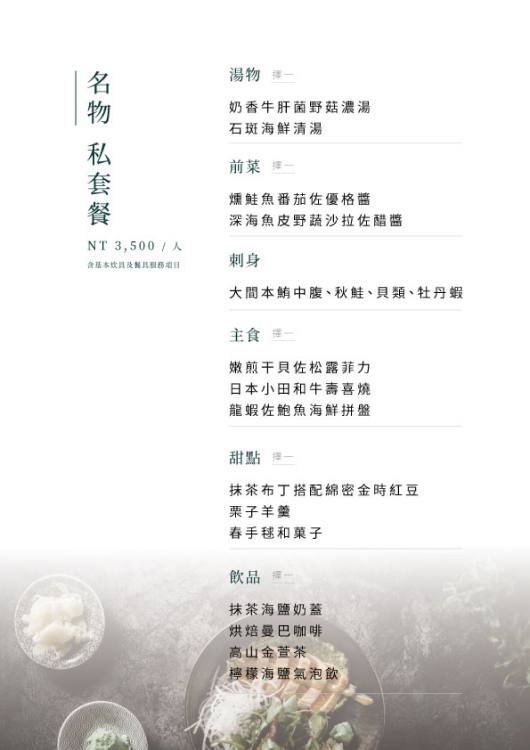 名物 私套餐
NT 3,500 / 人
含基本炊具及餐具服務項目
湯物 擇一
奶香牛肝菌野菇濃湯
石斑海鮮清湯
前菜 擇一
燻鮭魚番茄佐優格醬
深海魚皮野蔬沙拉佐醋醬
刺身
大間本鮪中腹、秋鮭、貝類、牡丹蝦
主食 擇一
嫩煎干貝佐松露菲力
日本小田和牛壽喜燒
龍蝦佐鮑魚海鮮拼盤
甜點 擇一
抹茶布丁搭配綿密金時紅豆
栗子羊羹
春手毬和菓子
飲品 擇一
抹茶海鹽奶蓋
烘焙曼巴咖啡
高山金萱茶
檸檬海鹽氣泡飲